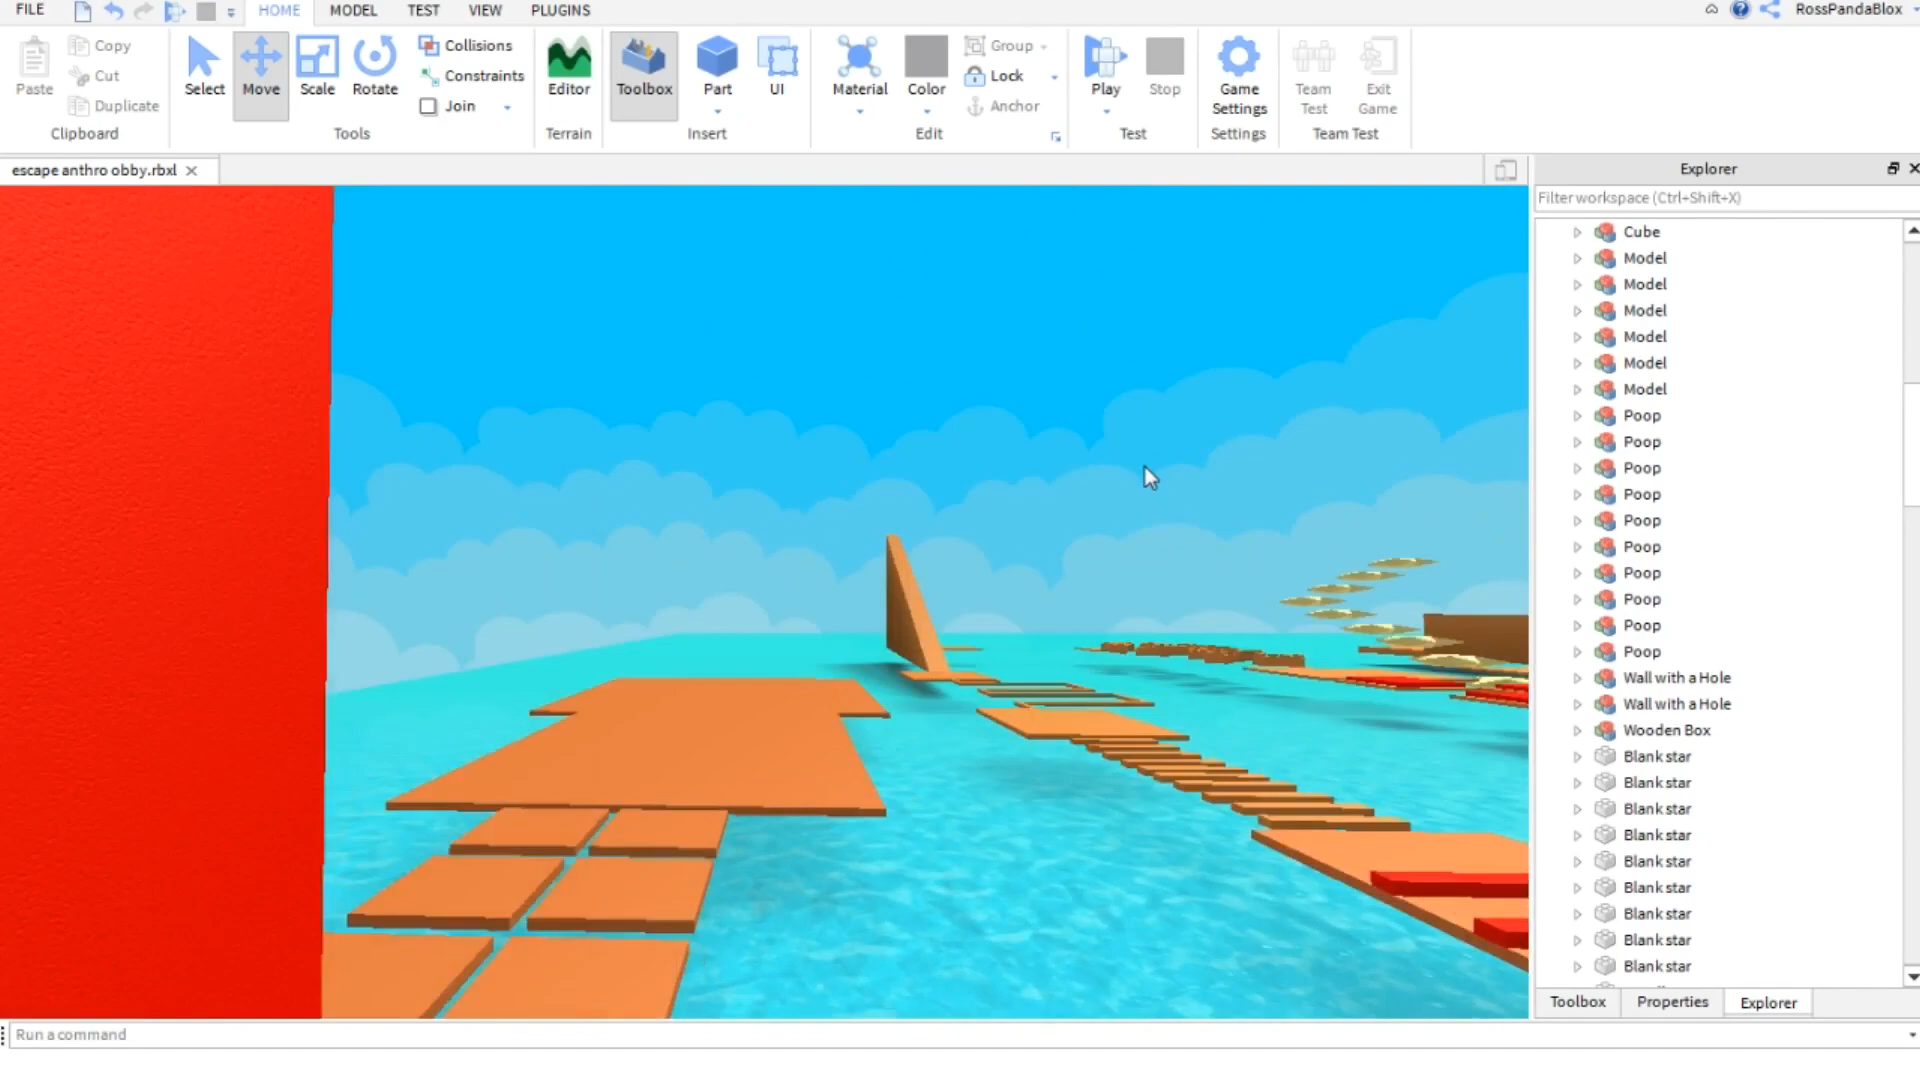 FILE HOME MODEL TEST VIEW PLUGINS RossPandaBlox
Paste Copy Cut Duplicate
Clipboard
Select Move Scale Rotate Collisions Constraints Join
Tools
Editor
Terrain
Toolbox Part UI
Insert
Material Color Group Lock Anchor
Edit
Play Stop
Test
Game Settings
Settings
Team Test Exit Game
Team Test
escape anthro obby.rbxl
Explorer
Filter workspace (Ctrl+Shift+X)
Cube
Model
Model
Model
Model
Model
Model
Poop
Poop
Poop
Poop
Poop
Poop
Poop
Poop
Poop
Poop
Wall with a Hole
Wall with a Hole
Wooden Box
Blank star
Blank star
Blank star
Blank star
Blank star
Blank star
Blank star
Blank star
Blank star
Toolbox Properties Explorer
Run a command